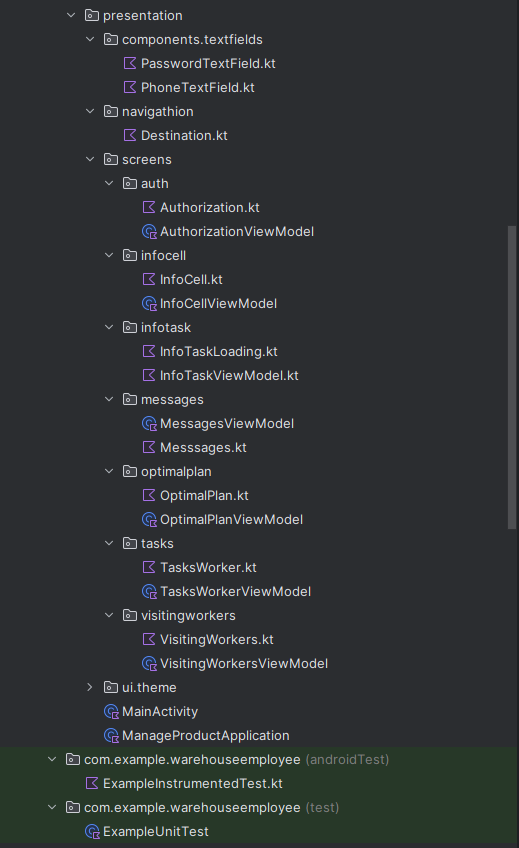 presentation
components.textfields
PasswordTextField.kt
PhoneTextField.kt
navigathion
Destination.kt
screens
auth
Authorization.kt
AuthorizationViewModel
infocell
InfoCell.kt
InfoCellViewModel
infotask
InfoTaskLoading.kt
InfoTaskViewModel.kt
messages
MessagesViewModel
Messsages.kt
optimalplan
OptimalPlan.kt
OptimalPlanViewModel
tasks
TasksWorker.kt
TasksWorkerViewModel
visitingworkers
VisitingWorkers.kt
VisitingWorkersViewModel
ui.theme
MainActivity
ManageProductApplication
com.example.warehouseemployee (androidTest)
ExampleInstrumentedTest.kt
com.example.warehouseemployee (test)
ExampleUnitTest